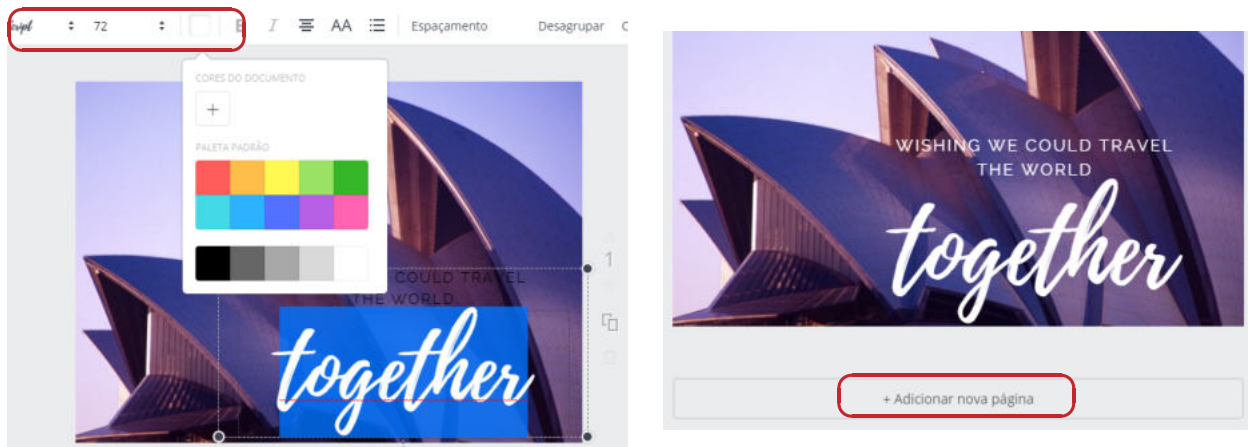 72 B I AA Espaçamento Desagrupar
CORES DO DOCUMENTO
+
PALETA PADRÃO
COULD TRAVEL
THE WORLD
together
1
WISHING WE COULD TRAVEL
THE WORLD
together
+ Adicionar nova página